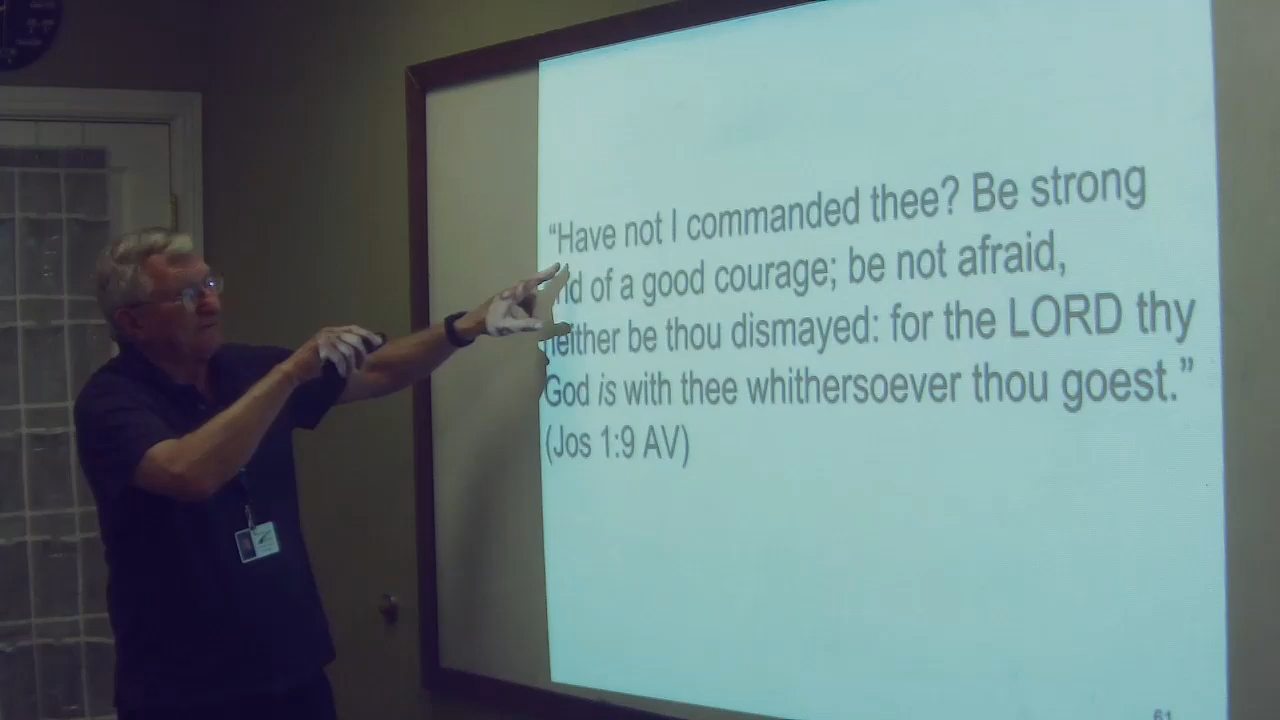 “Have not I commanded thee? Be strong
and of a good courage; be not afraid,
neither be thou dismayed: for the LORD thy
God is with thee whithersoever thou goest.”
(Jos 1:9 AV)
61